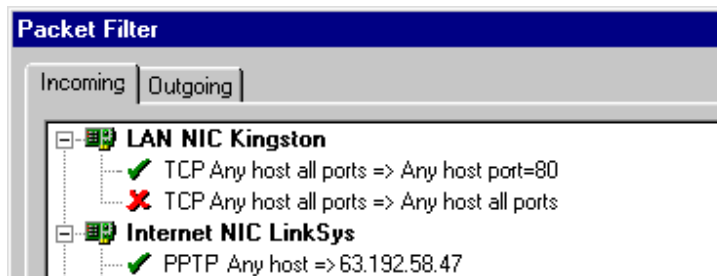 Packet Filter
Incoming Outgoing
LAN NIC Kingston
TCP Any host all ports => Any host port=80
TCP Any host all ports => Any host all ports
Internet NIC LinkSys
PPTP Any host => 63.192.58.47